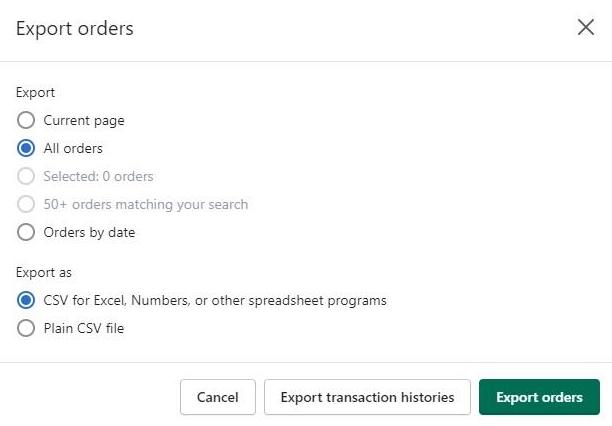 Export orders
Export
Current page
All orders
Selected: 0 orders
50+ orders matching your search
Orders by date
Export as
CSV for Excel, Numbers, or other spreadsheet programs
Plain CSV file
Cancel
Export transaction histories
Export orders